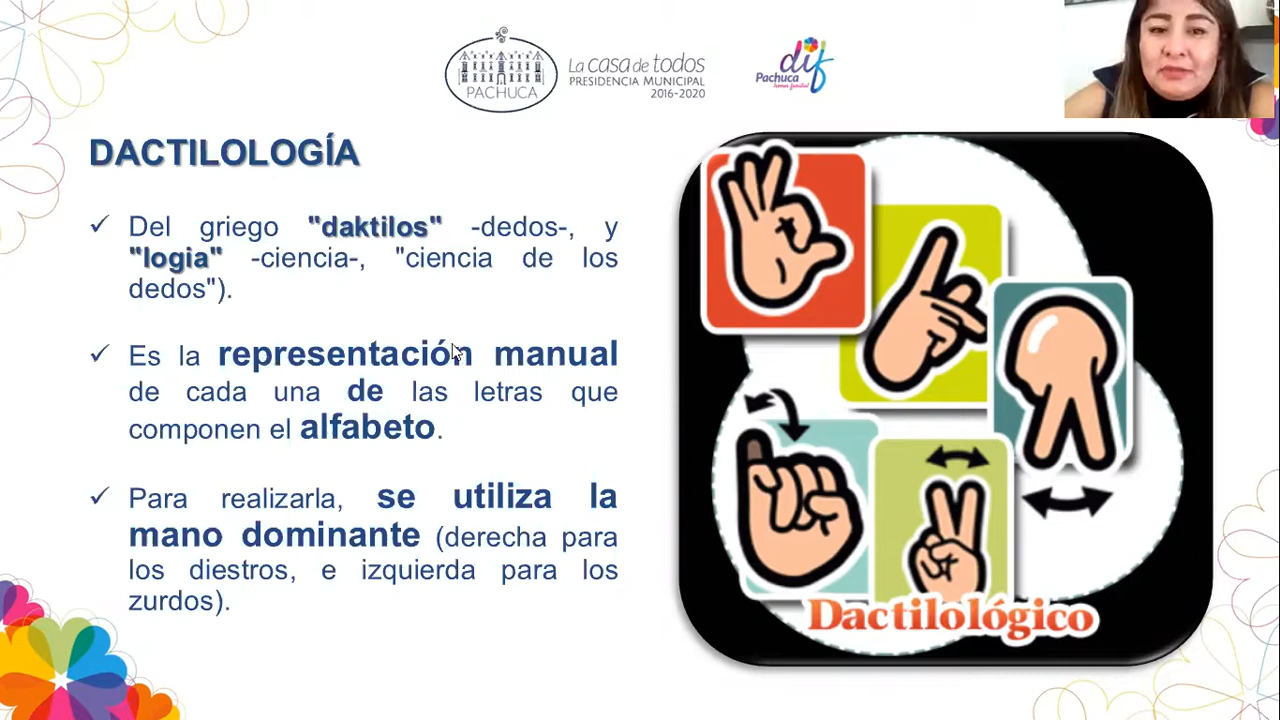 PACHUCA
La casa de todos
PRESIDENCIA MUNICIPAL
2016-2020
dif
Pachuca
DACTILOLOGÍA
✓ Del griego "daktilos" -dedos-, y
"logia" -ciencia-, "ciencia de los
dedos").
✓ Es la representación manual
de cada una de las letras que
componen el alfabeto.
✓ Para realizarla, se utiliza la
mano dominante (derecha para
los diestros, e izquierda para los
zurdos).
Dactilológico